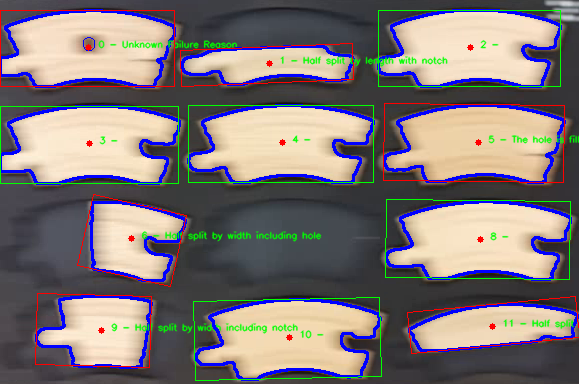 0 - Unknown Failure Reason
1 - Half split by length with notch
2 -
3 -
4 -
5 - The hole is fill
6 - Half split by width including hole
8 -
9 - Half split by width including notch
10 -
11 - Half split